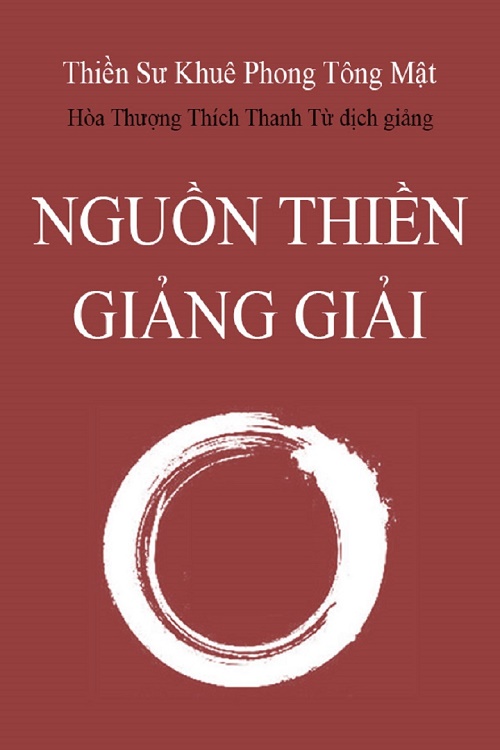 Thiền Sư Khuê Phong Tông Mật
Hòa Thượng Thích Thanh Từ dịch giảng
NGUỒN THIỀN
GIẢNG GIẢI